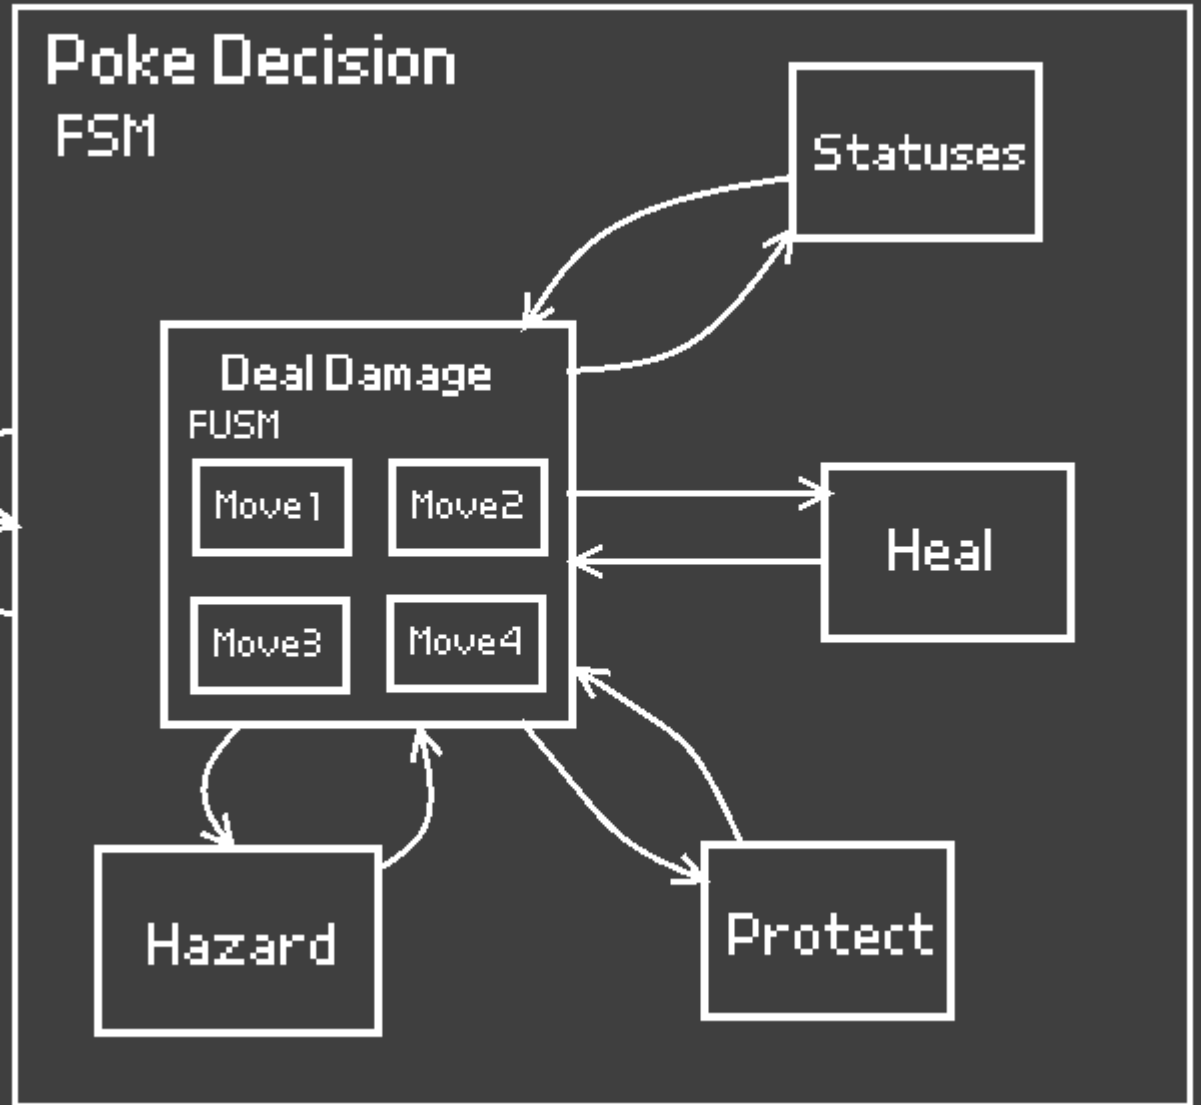 Poke Decision
FSM
Statuses
Deal Damage
FUSM
Move1
Move2
Move3
Move4
Heal
Hazard
Protect